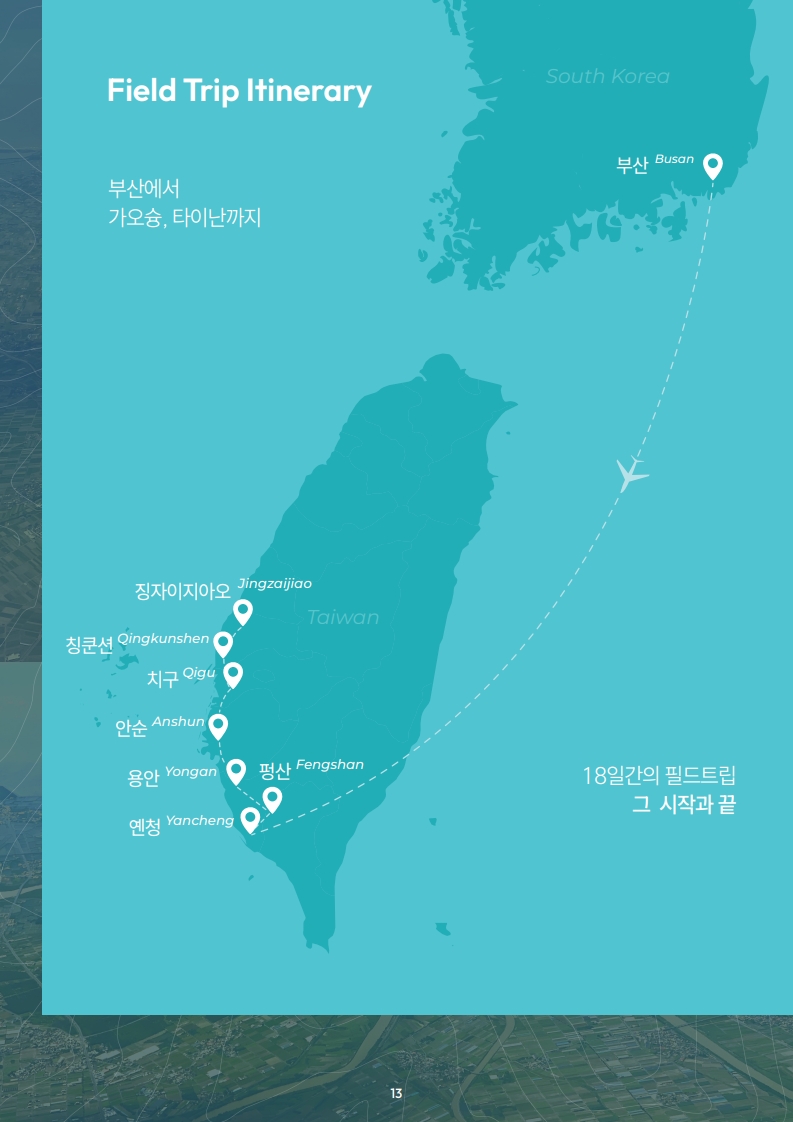 Field Trip Itinerary
South Korea
부산에서
가오슝, 타이난까지
부산 Busan
징자이지아오 Jingzaijiao
Taiwan
칭쿤션 Qingkunshen
치구 Qigu
안순 Anshun
용안 Yongan
펑산 Fengshan
옌청 Yancheng
18일간의 필드트립
그 시작과 끝
13